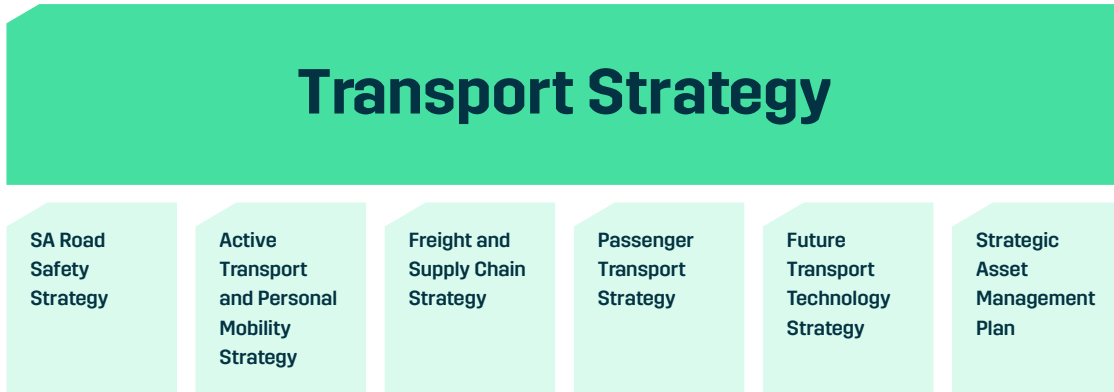 Transport Strategy
SA Road
Safety
Strategy
Active
Transport
and Personal
Mobility
Strategy
Freight and
Supply Chain
Strategy
Passenger
Transport
Strategy
Future
Transport
Technology
Strategy
Strategic
Asset
Management
Plan